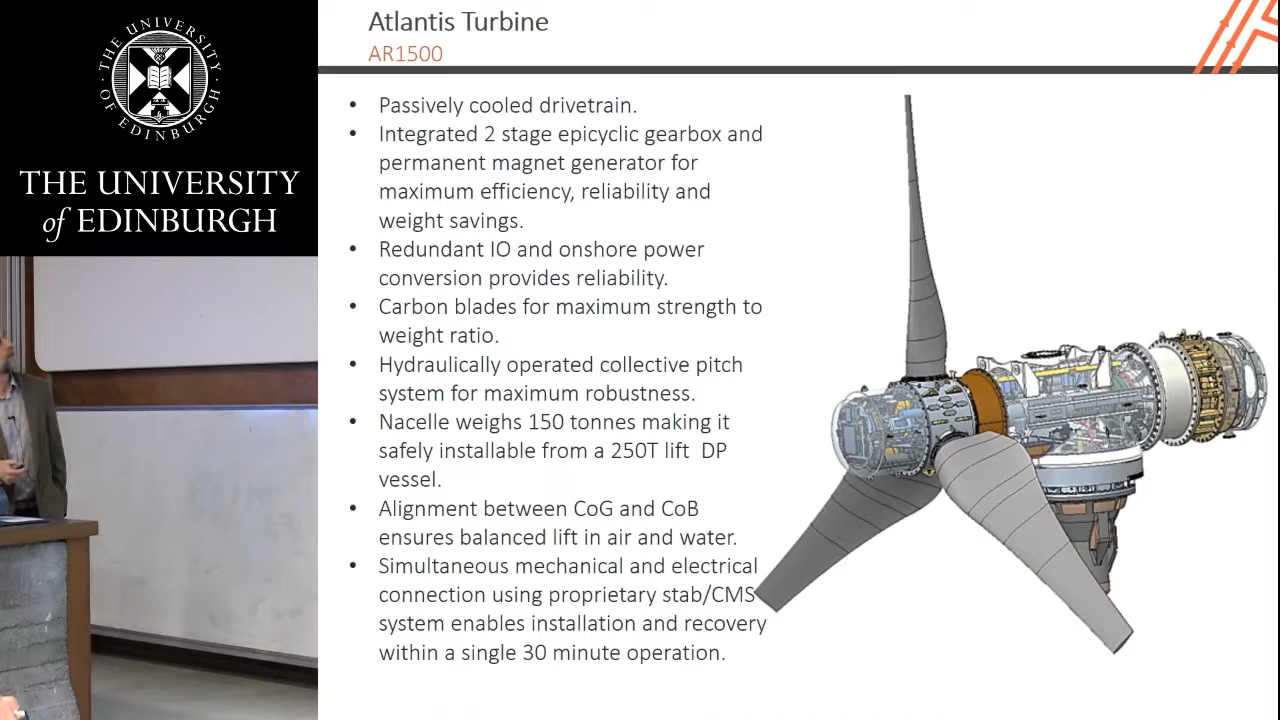 THE UNIVERSITY
OF EDINBURGH
THE UNIVERSITY
of EDINBURGH
Atlantis Turbine
AR1500
• Passively cooled drivetrain.
• Integrated 2 stage epicyclic gearbox and
permanent magnet generator for
maximum efficiency, reliability and
weight savings.
• Redundant IO and onshore power
conversion provides reliability.
• Carbon blades for maximum strength to
weight ratio.
• Hydraulically operated collective pitch
system for maximum robustness.
• Nacelle weighs 150 tonnes making it
safely installable from a 250T lift DP
vessel.
• Alignment between CoG and CoB
ensures balanced lift in air and water.
• Simultaneous mechanical and electrical
connection using proprietary stab/CMS
system enables installation and recovery
within a single 30 minute operation.